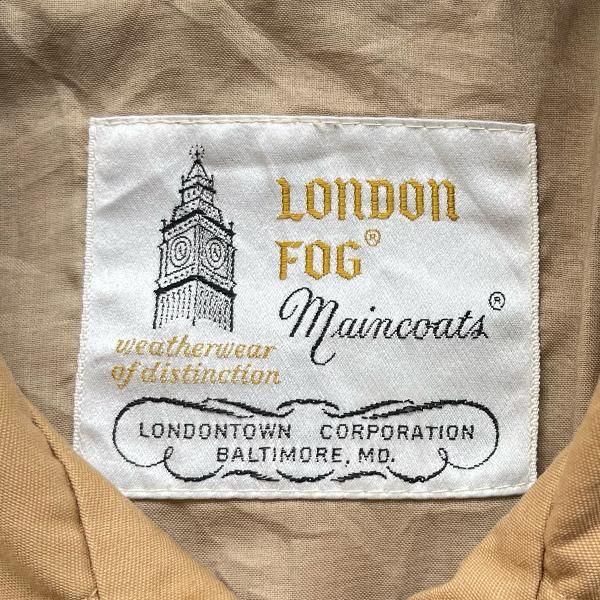 LONDON
FOG®
Maincoats®
weatherwear
of distinction
LONDONTOWN CORPORATION
BALTIMORE, MD.